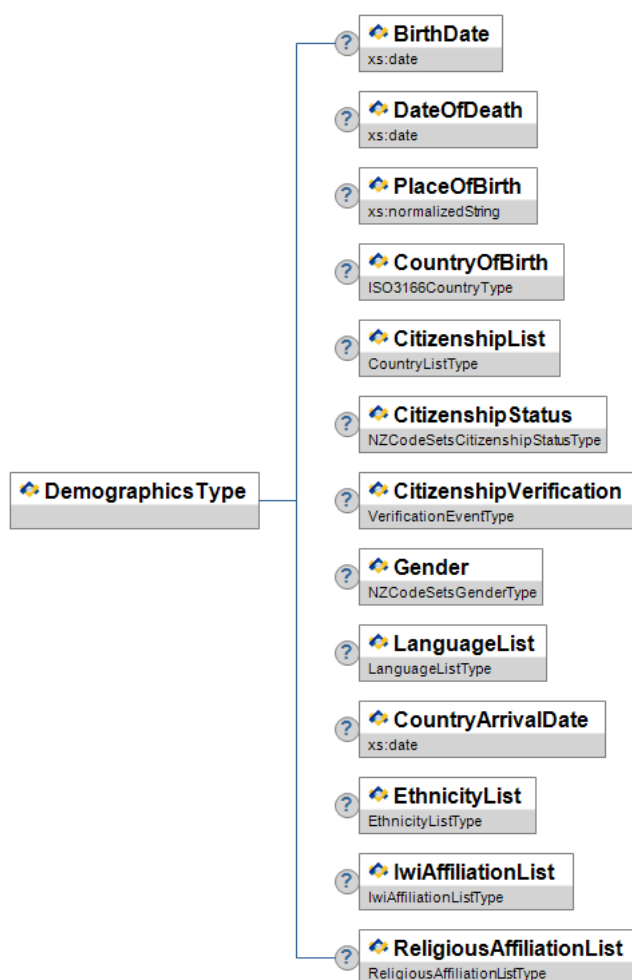 ?
BirthDate
xs:date
?
DateOfDeath
xs:date
?
PlaceOfBirth
xs:normalizedString
?
CountryOfBirth
ISO3166CountryType
?
CitizenshipList
CountryListType
?
CitizenshipStatus
NZCodeSetsCitizenshipStatusType
DemographicsType
?
CitizenshipVerification
VerificationEventType
?
Gender
NZCodeSetsGenderType
?
LanguageList
LanguageListType
?
CountryArrivalDate
xs:date
?
EthnicityList
EthnicityListType
?
IwiAffiliationList
IwiAffiliationListType
?
ReligiousAffiliationList
ReligiousAffiliationListType